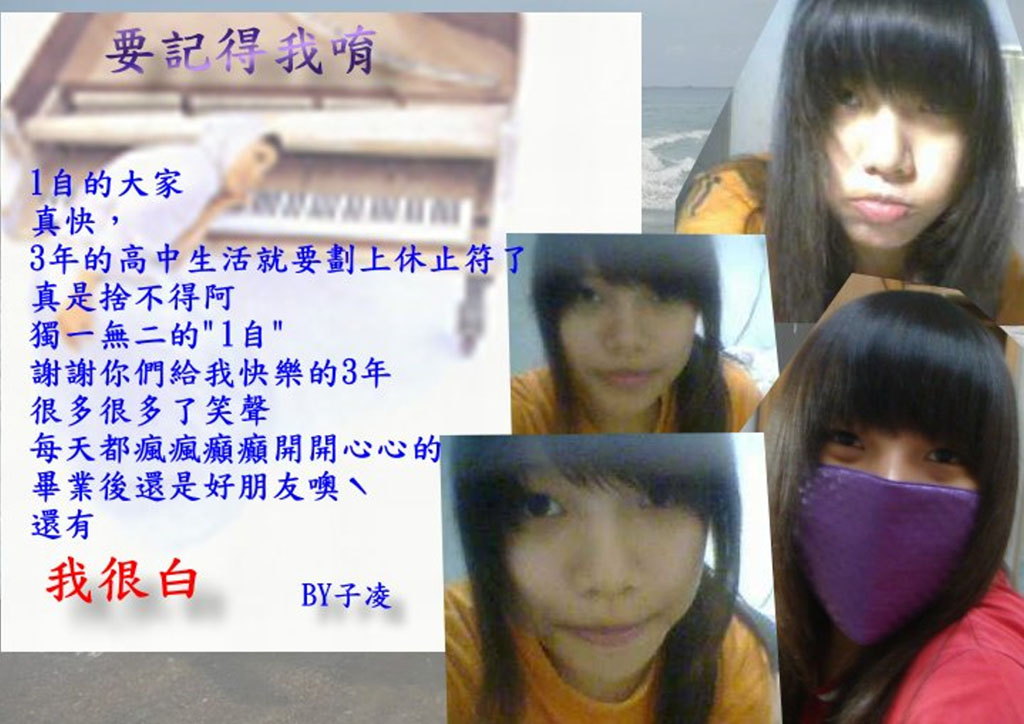 要記得我唷
1自的大家
真快，
3年的高中生活就要劃上休止符了
真是捨不得阿
獨一無二的"1自"
謝謝你們給我快樂的3年
很多很多了笑聲
每天都瘋瘋癲癲開開心心的
畢業後還是好朋友噢ヽ
還有
我很白
BY子凌